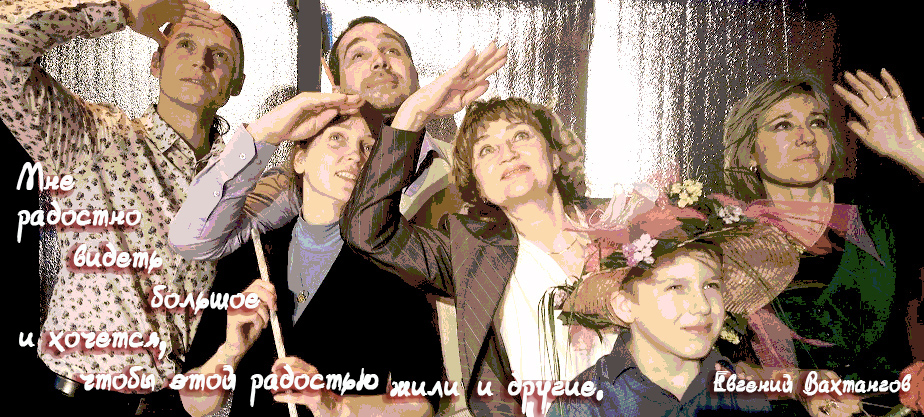 Мне
радостно
видеть
большое
и хочется,
чтобы этой радостью жили и другие.
Евгений Вахтангов